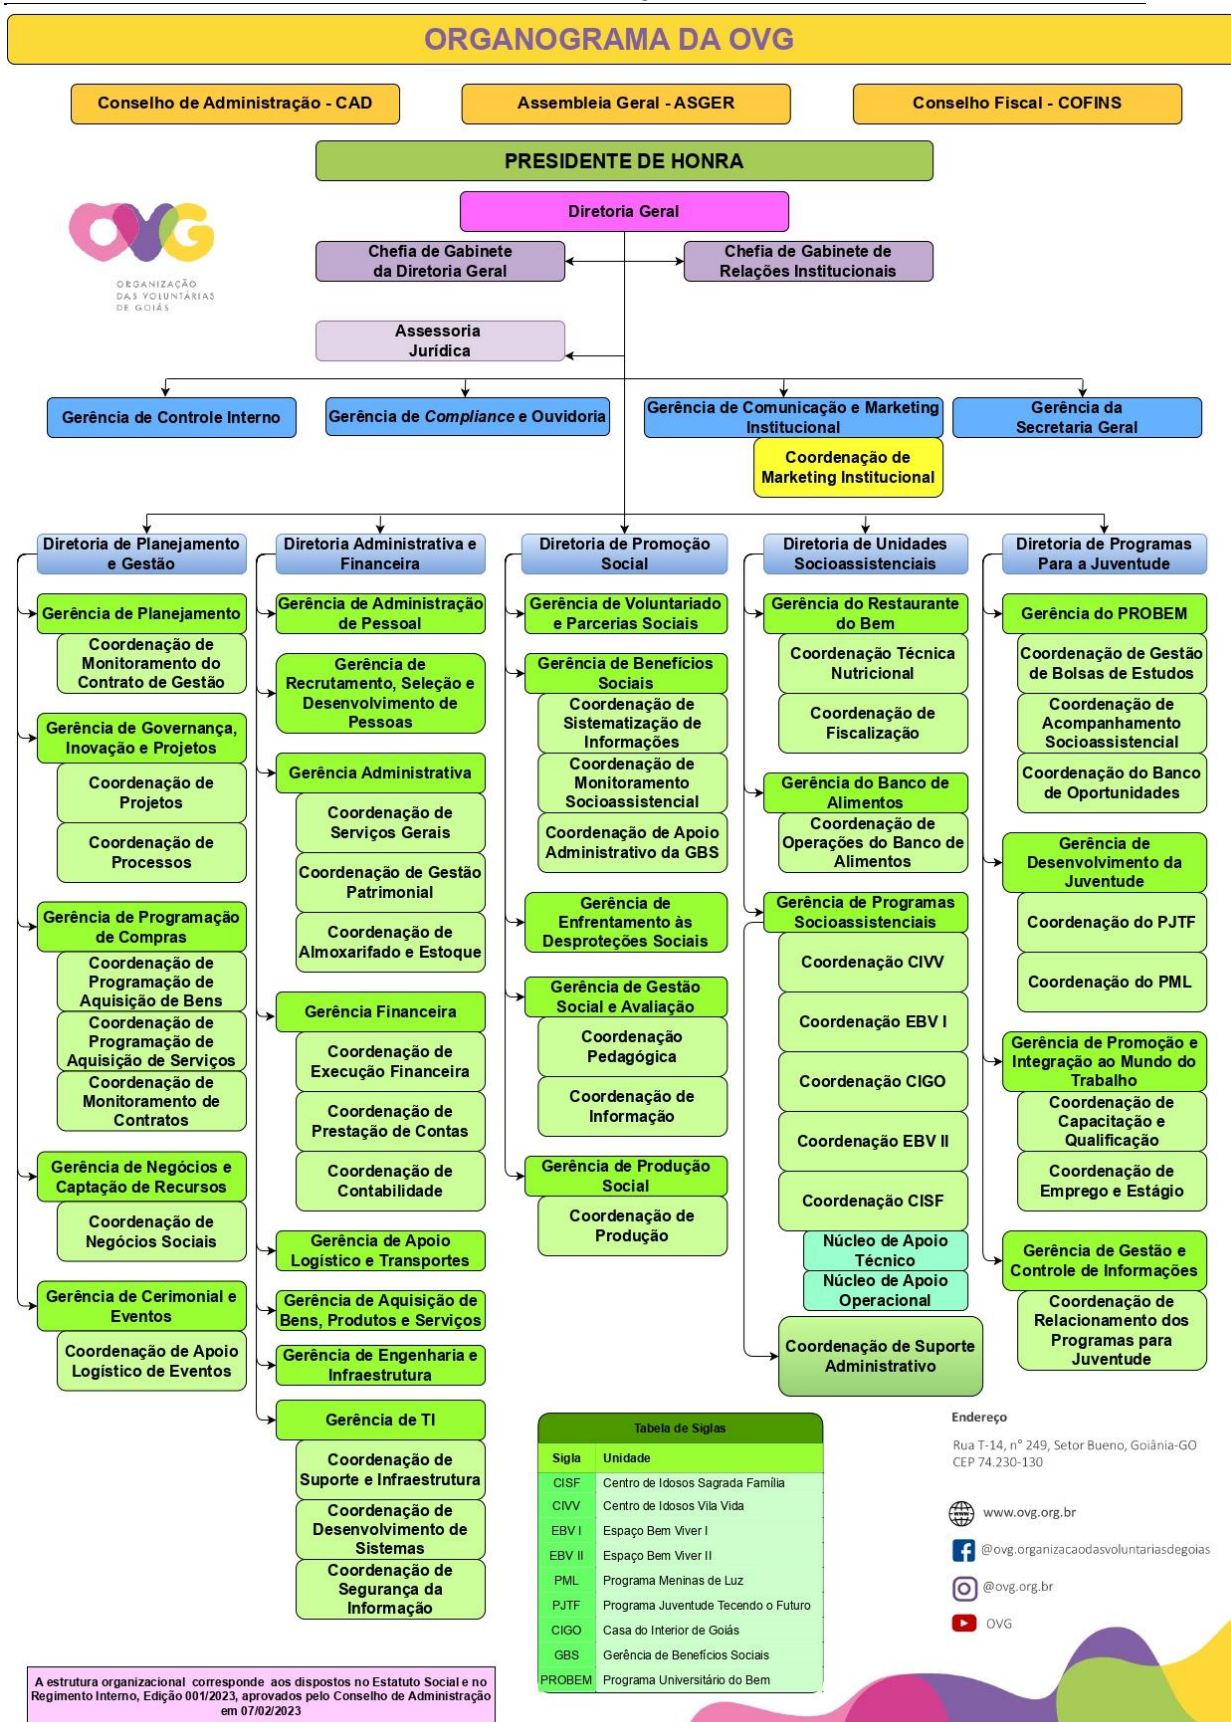 ORGANOGRAMA DA OVG
Conselho de Administração - CAD
Assembleia Geral - ASGER
Conselho Fiscal - COFINS
PRESIDENTE DE HONRA
Diretoria Geral
OVG
ORGANIZAÇÃO
DAS VOLUNTÁRIAS
DE GOIÁS
Chefia de Gabinete
da Diretoria Geral
Chefia de Gabinete de
Relações Institucionais
Assessoria
Jurídica
Gerência de Controle Interno
Gerência de Compliance e Ouvidoria
Gerência de Comunicação e Marketing
Institucional
Coordenação de
Marketing Institucional
Gerência da
Secretaria Geral
Diretoria de Planejamento
e Gestão
Gerência de Planejamento
Coordenação de
Monitoramento do
Contrato de Gestão
Gerência de Governança,
Inovação e Projetos
Coordenação de
Projetos
Coordenação de
Processos
Gerência de Programação
de Compras
Coordenação de
Programação de
Aquisição de Bens
Coordenação de
Programação de
Aquisição de Serviços
Coordenação de
Monitoramento de
Contratos
Gerência de Negócios e
Captação de Recursos
Coordenação de
Negócios Sociais
Gerência de Cerimonial e
Eventos
Coordenação de Apoio
Logístico de Eventos
Diretoria Administrativa e
Financeira
Gerência de Administração
de Pessoal
Gerência de
Recrutamento, Seleção e
Desenvolvimento de
Pessoas
Gerência Administrativa
Coordenação de
Serviços Gerais
Coordenação de Gestão
Patrimonial
Coordenação de
Almoxarifado e Estoque
Gerência Financeira
Coordenação de
Execução Financeira
Coordenação de
Prestação de Contas
Coordenação de
Contabilidade
Gerência de Apoio
Logístico e Transportes
Gerência de Aquisição de
Bens, Produtos e Serviços
Gerência de Engenharia e
Infraestrutura
Gerência de TI
Coordenação de
Suporte e Infraestrutura
Coordenação de
Desenvolvimento de
Sistemas
Coordenação de
Segurança da
Informação
Diretoria de Promoção
Social
Gerência de Voluntariado
e Parcerias Sociais
Gerência de Benefícios
Sociais
Coordenação de
Sistematização de
Informações
Coordenação de
Monitoramento
Socioassistencial
Coordenação de Apoio
Administrativo da GBS
Gerência de
Enfrentamento às
Desproteções Sociais
Gerência de Gestão
Social e Avaliação
Coordenação
Pedagógica
Coordenação de
Informação
Gerência de Produção
Social
Coordenação de
Produção
Diretoria de Unidades
Socioassistenciais
Gerência do Restaurante
do Bem
Coordenação Técnica
Nutricional
Coordenação de
Fiscalização
Gerência do Banco de
Alimentos
Coordenação de
Operações do Banco de
Alimentos
Gerência de Programas
Socioassistenciais
Coordenação CIVV
Coordenação EBV I
Coordenação CIGO
Coordenação EBV II
Coordenação CISF
Núcleo de Apoio
Técnico
Núcleo de Apoio
Operacional
Coordenação de Suporte
Administrativo
Diretoria de Programas
Para a Juventude
Gerência do PROBEM
Coordenação de Gestão
de Bolsas de Estudos
Coordenação de
Acompanhamento
Socioassistencial
Coordenação do Banco
de Oportunidades
Gerência de
Desenvolvimento da
Juventude
Coordenação do PJTF
Coordenação do PML
Gerência de Promoção e
Integração ao Mundo do
Trabalho
Coordenação de
Capacitação e
Qualificação
Coordenação de
Emprego e Estágio
Gerência de Gestão e
Controle de Informações
Coordenação de
Relacionamento dos
Programas para
Juventude
Tabela de Siglas
Sigla Unidade
CISF Centro de Idosos Sagrada Família
CIVV Centro de Idosos Vila Vida
EBV I Espaço Bem Viver I
EBV II Espaço Bem Viver II
PML Programa Meninas de Luz
PJTF Programa Juventude Tecendo o Futuro
CIGO Casa do Interior de Goiás
GBS Gerência de Benefícios Sociais
PROBEM Programa Universitário do Bem
Endereço
Rua T-14, nº 249, Setor Bueno, Goiânia-GO
CEP 74.230-130
www.ovg.org.br
@ovg.organizacaodasvoluntariasdegoias
@ovg.org.br
OVG
A estrutura organizacional corresponde aos dispostos no Estatuto Social e no
Regimento Interno, Edição 001/2023, aprovados pelo Conselho de Administração
em 07/02/2023